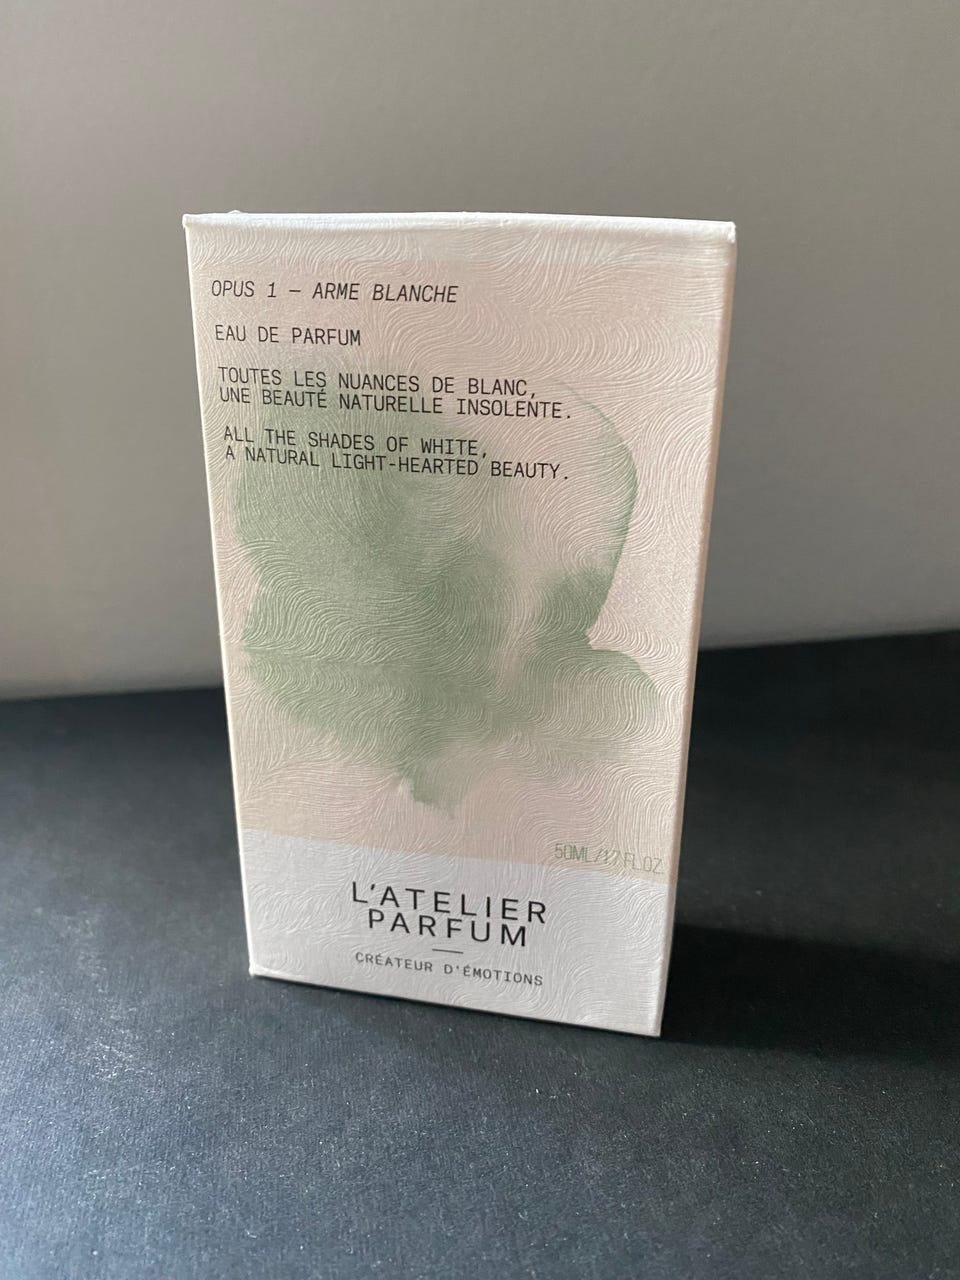 OPUS 1 – ARME BLANCHE
EAU DE PARFUM
TOUTES LES NUANCES DE BLANC,
UNE BEAUTÉ NATURELLE INSOLENTE.
ALL THE SHADES OF WHITE,
A NATURAL LIGHT-HEARTED BEAUTY.
50ML/1.7 FL.OZ.
L'ATELIER
PARFUM
CRÉATEUR D'ÉMOTIONS